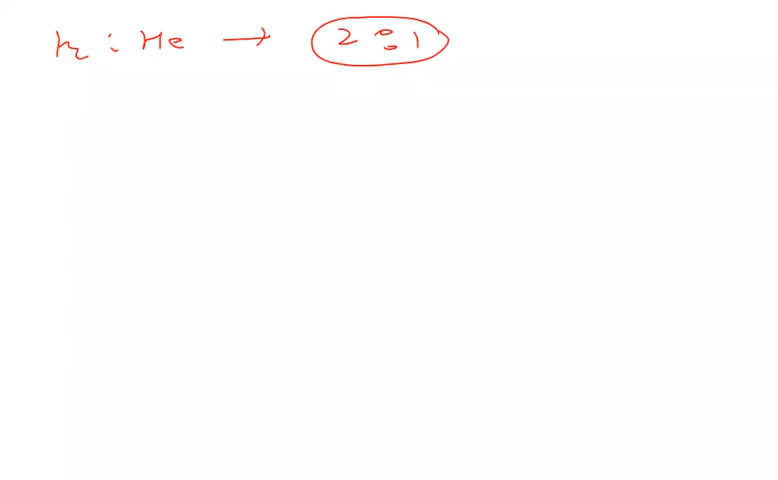 H₂ : He → 2 : 1